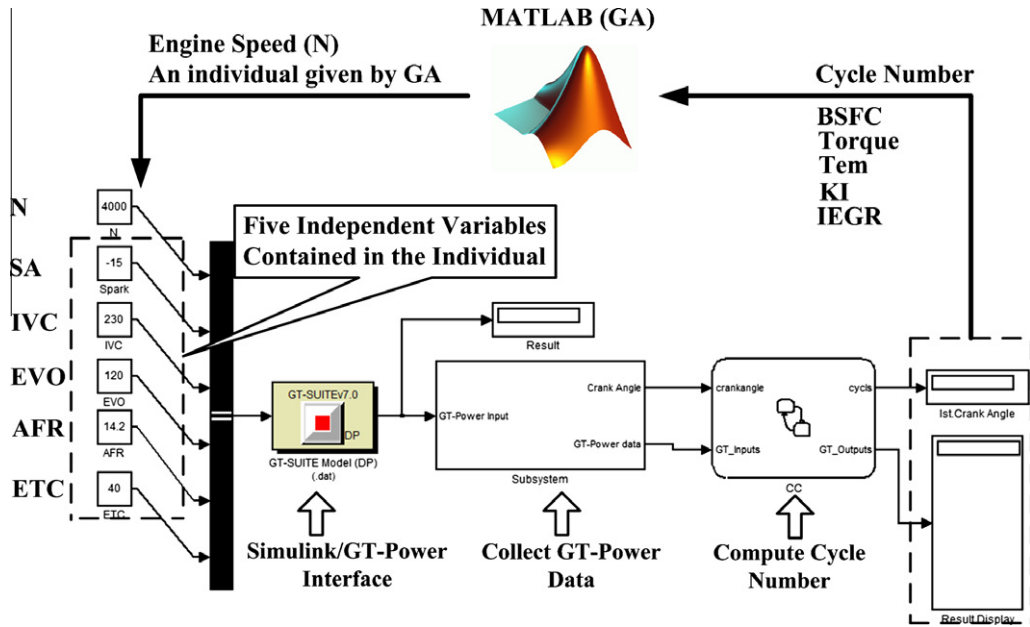 MATLAB (GA)
Engine Speed (N)
An individual given by GA
Cycle Number
BSFC
Torque
Tem
KI
IEGR
N
4000
N
Five Independent Variables
Contained in the Individual
SA
-15
Spark
IVC
230
IVC
EVO
120
EVO
AFR
14.2
AFR
ETC
40
ETC
GT-SUITEv7.0
DP
GT-SUITE Model (DP)
(.dat)
Result
GT-Power Input
Crank Angle
GT-Power data
Subsystem
crankangle
GT_Inputs
cycls
GT_Outputs
CC
Ist.Crank Angle
Result Display
Simulink/GT-Power
Interface
Collect GT-Power
Data
Compute Cycle
Number